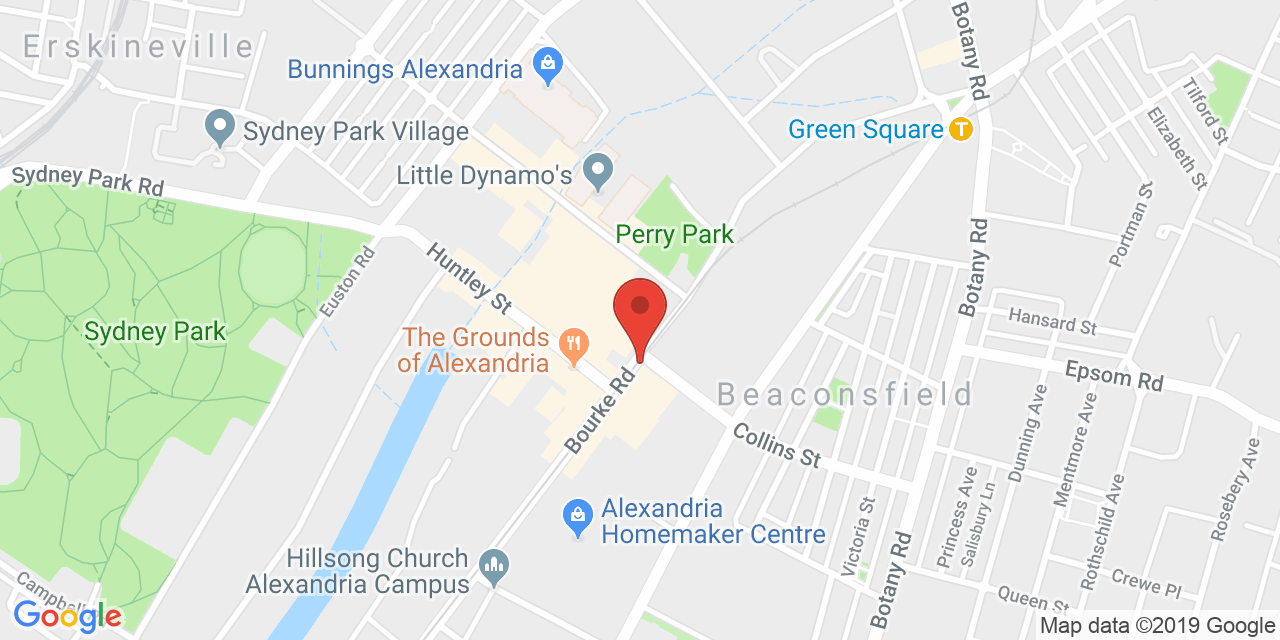 Erskineville
Bunnings Alexandria
Botany Rd
Tilford St
Sydney Park Village
Green Square
T
Elizabeth St
Sydney Park Rd
Little Dynamo's
Portman St
Perry Park
Huntley St
Euston Rd
Botany Rd
Hansard St
Sydney Park
The Grounds
of Alexandria
Epsom Rd
Bourke Rd
Beaconsfield
Collins St
Dunning Ave
Mentmore Ave
Rosebery Ave
Alexandria
Homemaker Centre
Victoria St
Princess Ave
Salisbury Ln
Rothschild Ave
Hillsong Church
Alexandria Campus
Botany Rd
Crewe Pl
Queen St
Google
Map data ©2019 Google